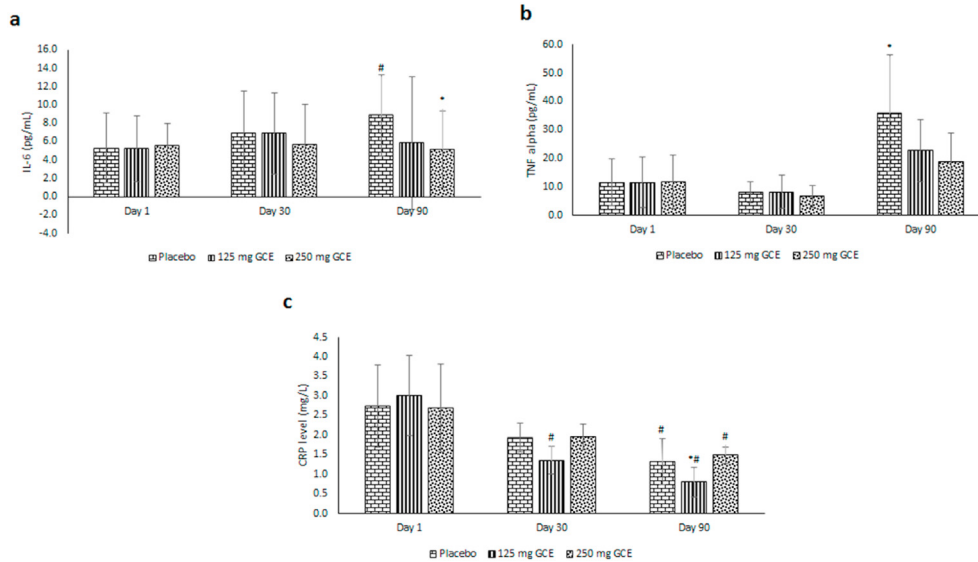 a
16.0
14.0
12.0
10.0
8.0
6.0
4.0
2.0
0.0
-2.0
-4.0
IL-6 (pg/mL)
#
*
Day 1 Day 30 Day 90
Placebo 125 mg GCE 250 mg GCE
b
60.0
50.0
40.0
30.0
20.0
10.0
0.0
TNF alpha (pg/mL)
*
Day 1 Day 30 Day 90
Placebo 125 mg GCE 250 mg GCE
c
4.5
4.0
3.5
3.0
2.5
2.0
1.5
1.0
0.5
0.0
CRP level (mg/L)
#
#
*#
#
Day 1 Day 30 Day 90
Placebo 125 mg GCE 250 mg GCE